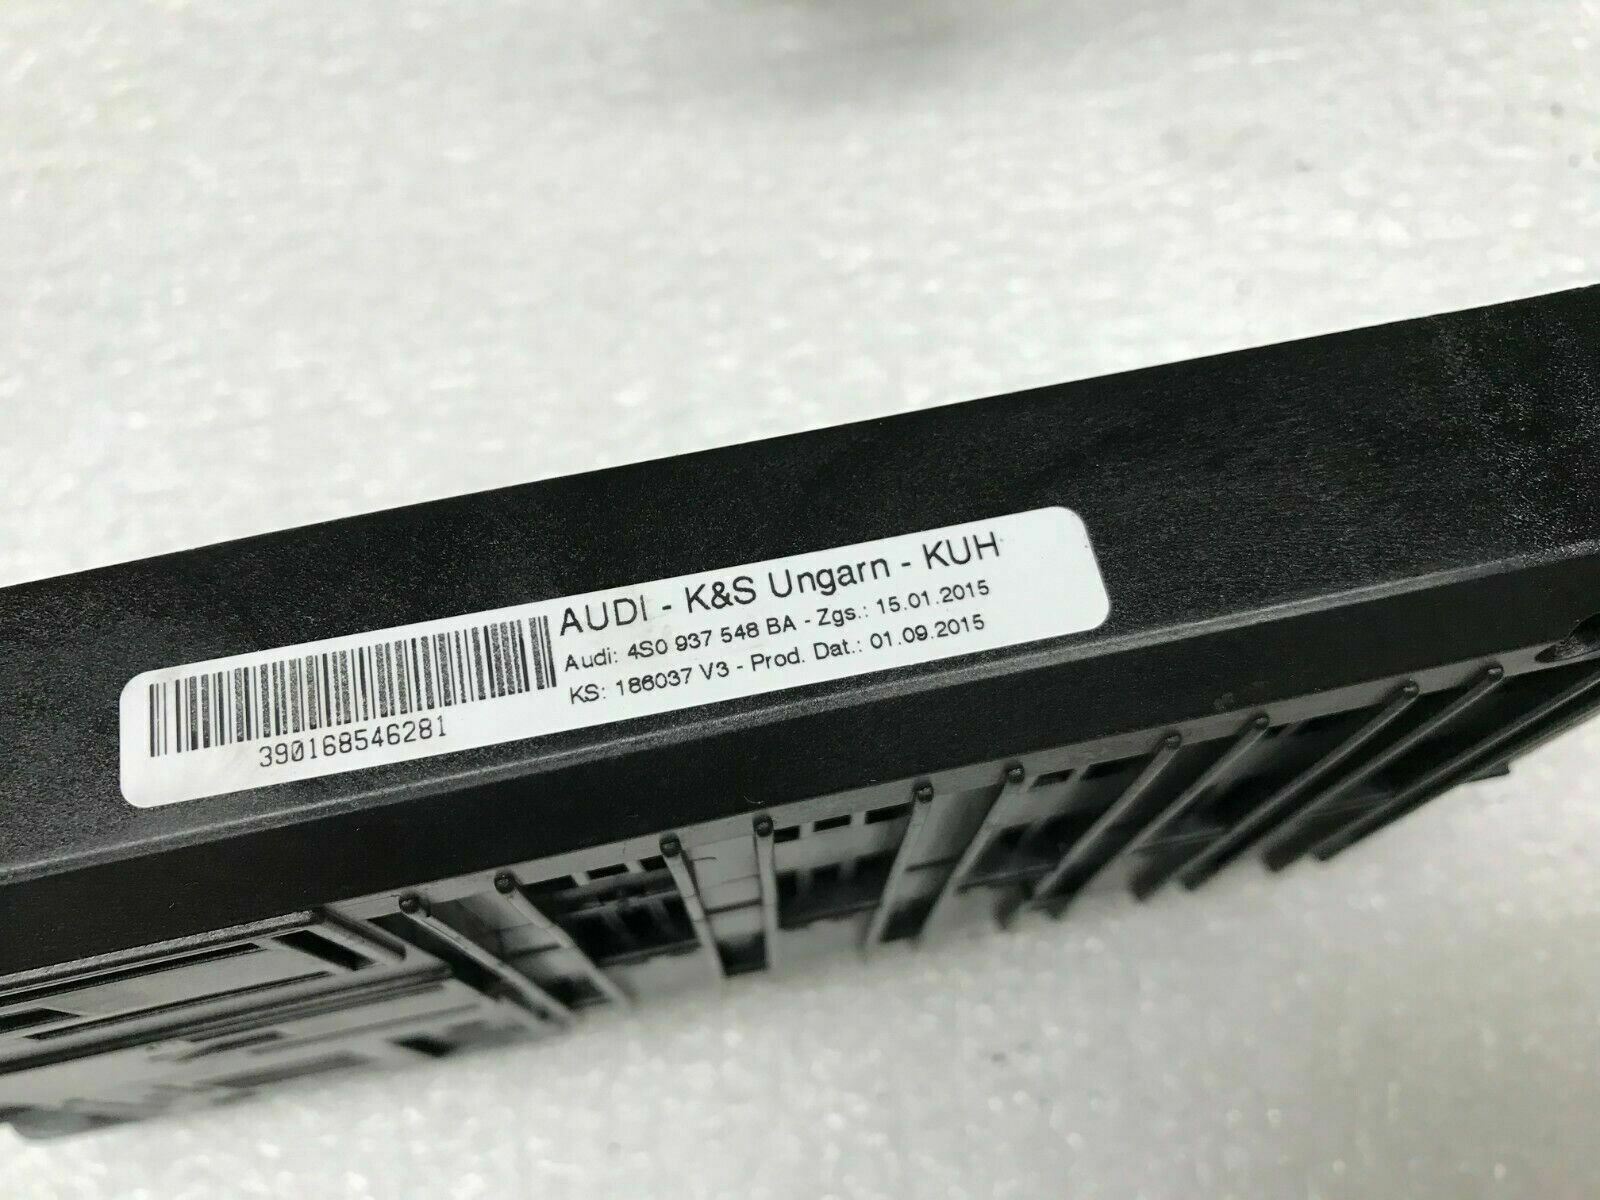 AUDI - K&S Ungarn - KUH
Audi: 4S0 937 548 BA - Zgs.: 15.01.2015
KS: 186037 V3 - Prod. Dat.: 01.09.2015
390168546281